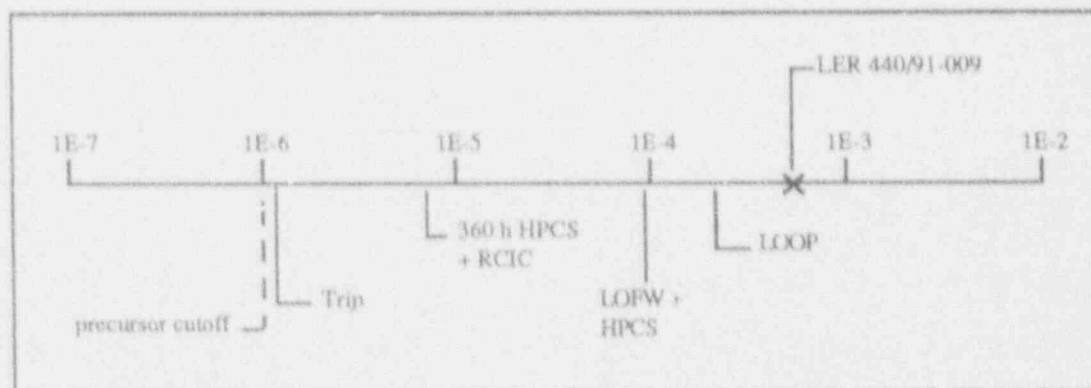 LER 440/91-009
1E-7 1E-6 1E-5 1E-4 1E-3 1E-2
360 h HPCS
+ RCIC
LOOP
Trip
LOFW +
HPCS
precursor cutoff